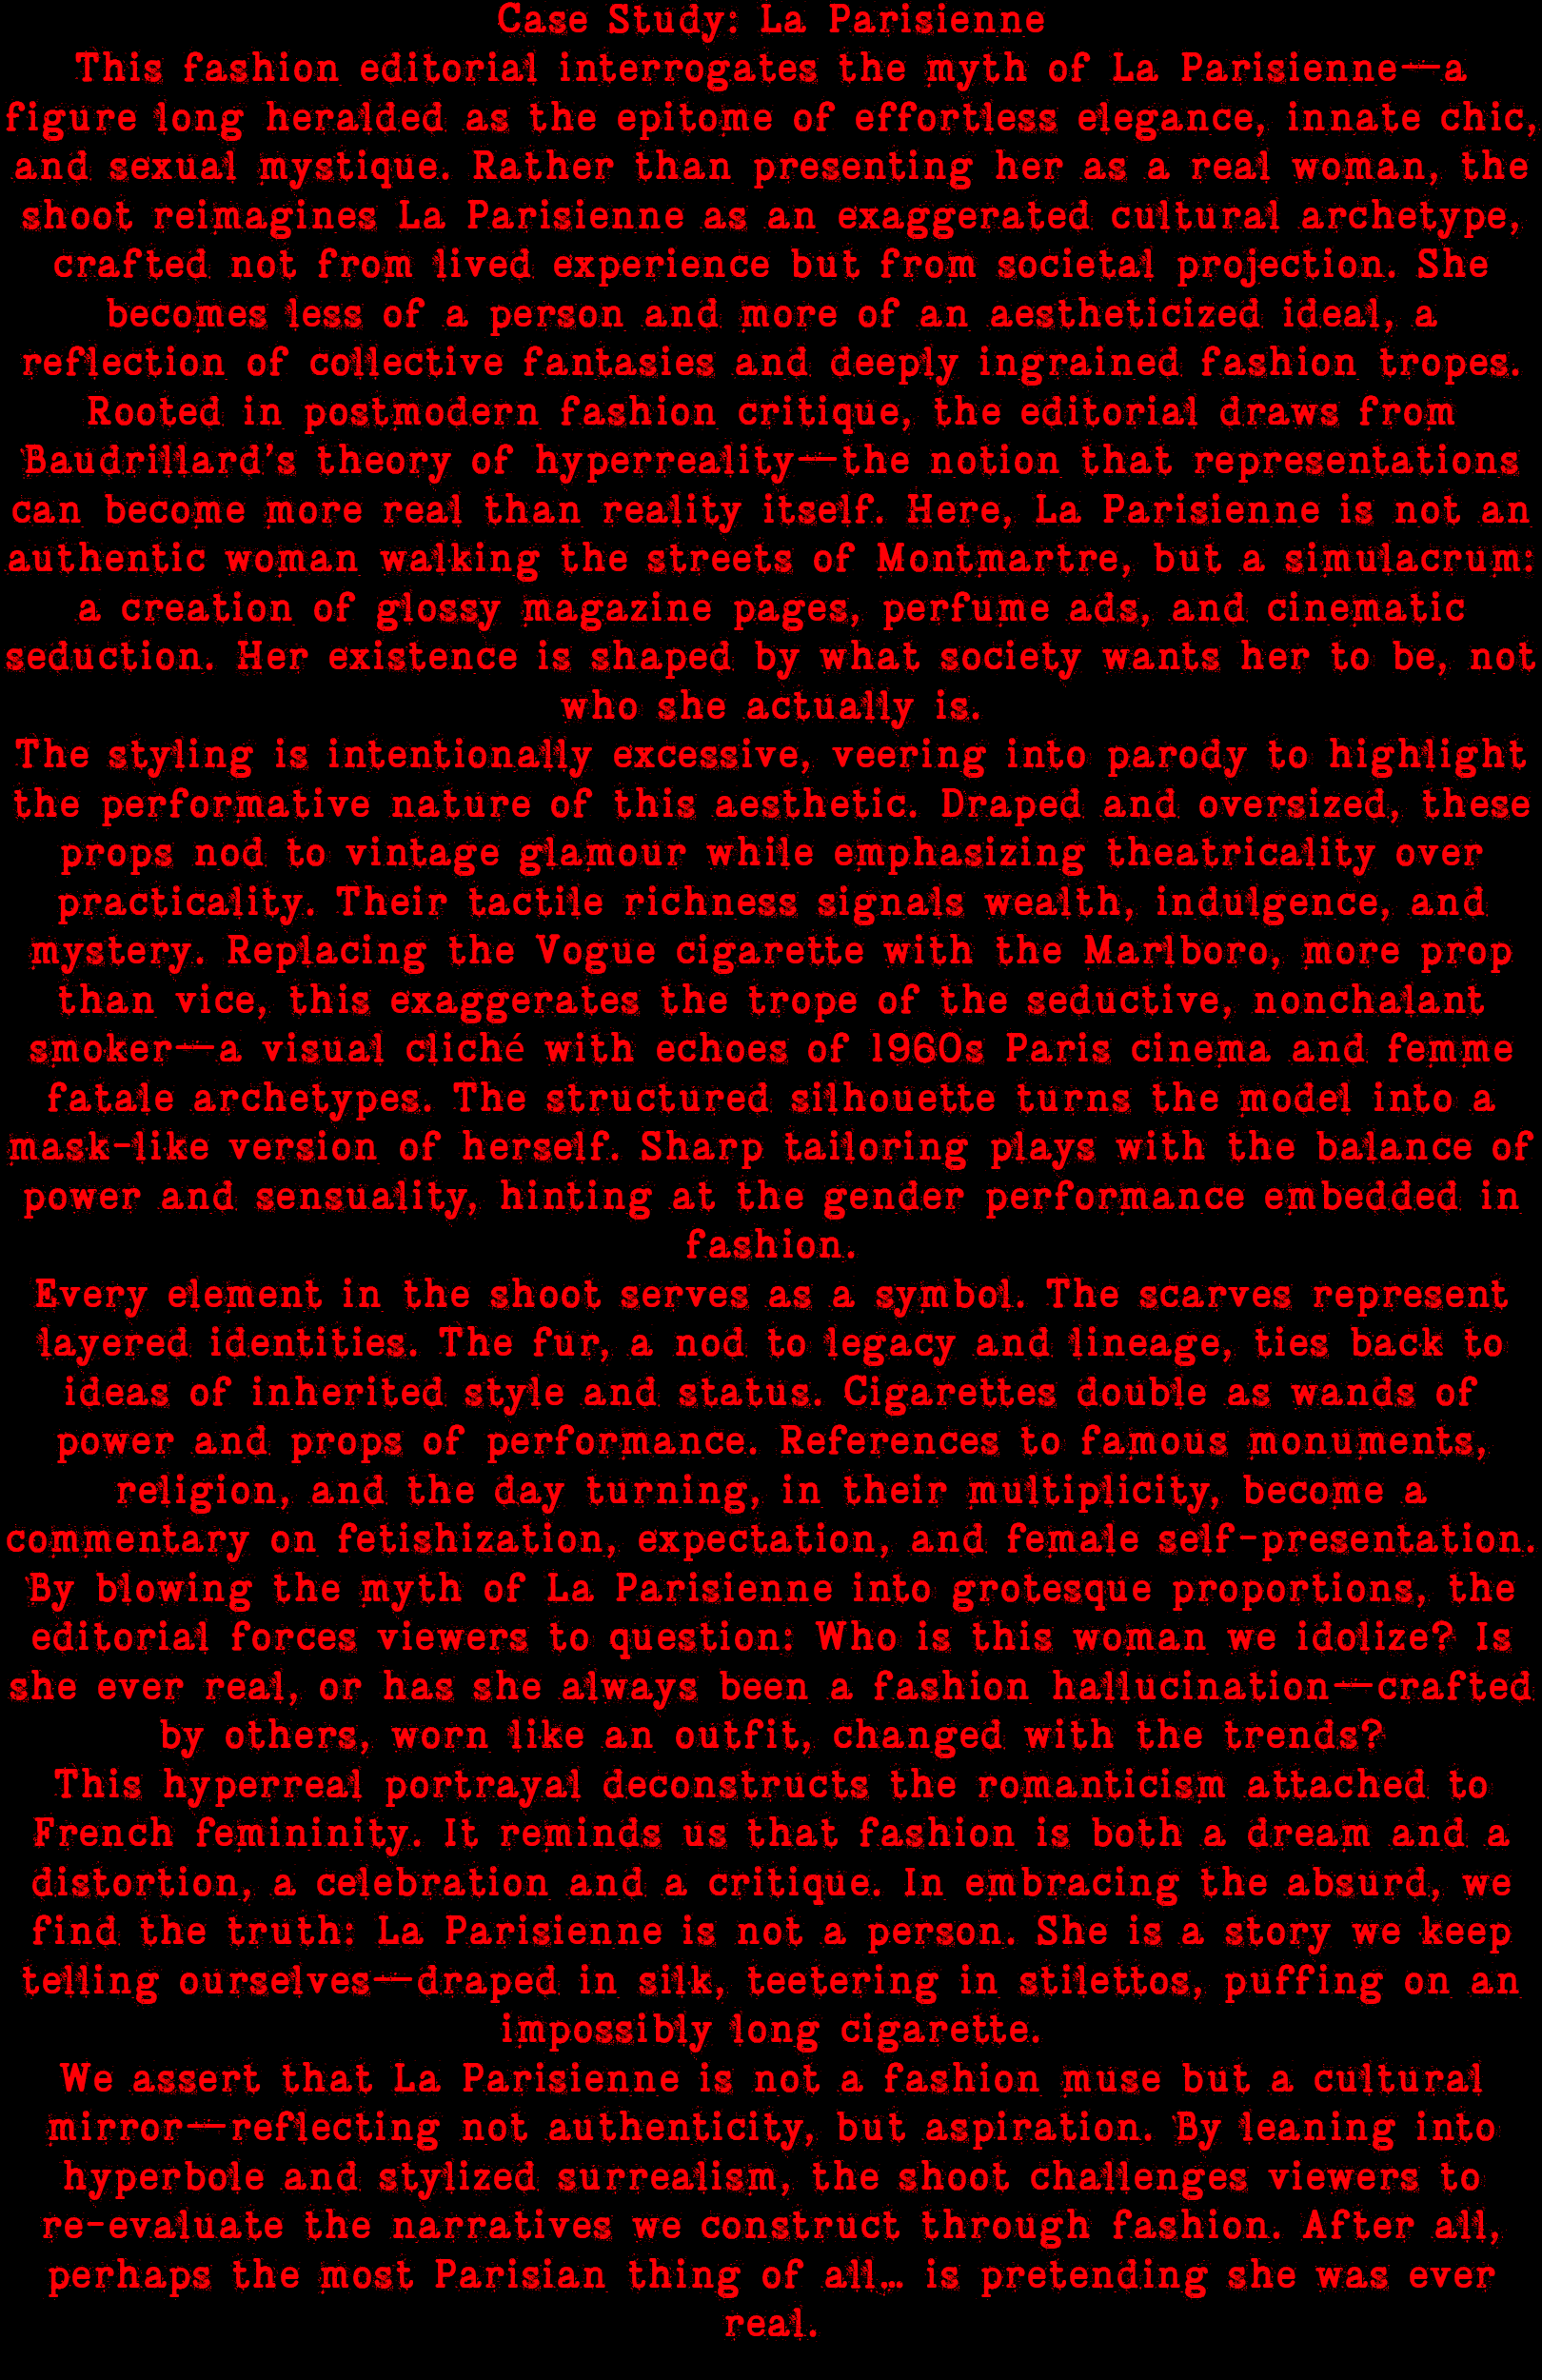 Case Study: La Parisienne
This fashion editorial interrogates the myth of La Parisienne—a
figure long heralded as the epitome of effortless elegance, innate chic,
and sexual mystique. Rather than presenting her as a real woman, the
shoot reimagines La Parisienne as an exaggerated cultural archetype,
crafted not from lived experience but from societal projection. She
becomes less of a person and more of an aestheticized ideal, a
reflection of collective fantasies and deeply ingrained fashion tropes.
Rooted in postmodern fashion critique, the editorial draws from
Baudrillard's theory of hyperreality—the notion that representations
can become more real than reality itself. Here, La Parisienne is not an
authentic woman walking the streets of Montmartre, but a simulacrum:
a creation of glossy magazine pages, perfume ads, and cinematic
seduction. Her existence is shaped by what society wants her to be, not
who she actually is.
The styling is intentionally excessive, veering into parody to highlight
the performative nature of this aesthetic. Draped and oversized, these
props nod to vintage glamour while emphasizing theatricality over
practicality. Their tactile richness signals wealth, indulgence, and
mystery. Replacing the Vogue cigarette with the Marlboro, more prop
than vice, this exaggerates the trope of the seductive, nonchalant
smoker—a visual cliché with echoes of 1960s Paris cinema and femme
fatale archetypes. The structured silhouette turns the model into a
mask-like version of herself. Sharp tailoring plays with the balance of
power and sensuality, hinting at the gender performance embedded in
fashion.
Every element in the shoot serves as a symbol. The scarves represent
layered identities. The fur, a nod to legacy and lineage, ties back to
ideas of inherited style and status. Cigarettes double as wands of
power and props of performance. References to famous monuments,
religion, and the day turning, in their multiplicity, become a
commentary on fetishization, expectation, and female self-presentation.
By blowing the myth of La Parisienne into grotesque proportions, the
editorial forces viewers to question: Who is this woman we idolize? Is
she ever real, or has she always been a fashion hallucination—crafted
by others, worn like an outfit, changed with the trends?
This hyperreal portrayal deconstructs the romanticism attached to
French femininity. It reminds us that fashion is both a dream and a
distortion, a celebration and a critique. In embracing the absurd, we
find the truth: La Parisienne is not a person. She is a story we keep
telling ourselves—draped in silk, teetering in stilettos, puffing on an
impossibly long cigarette.
We assert that La Parisienne is not a fashion muse but a cultural
mirror—reflecting not authenticity, but aspiration. By leaning into
hyperbole and stylized surrealism, the shoot challenges viewers to
re-evaluate the narratives we construct through fashion. After all,
perhaps the most Parisian thing of all… is pretending she was ever
real.